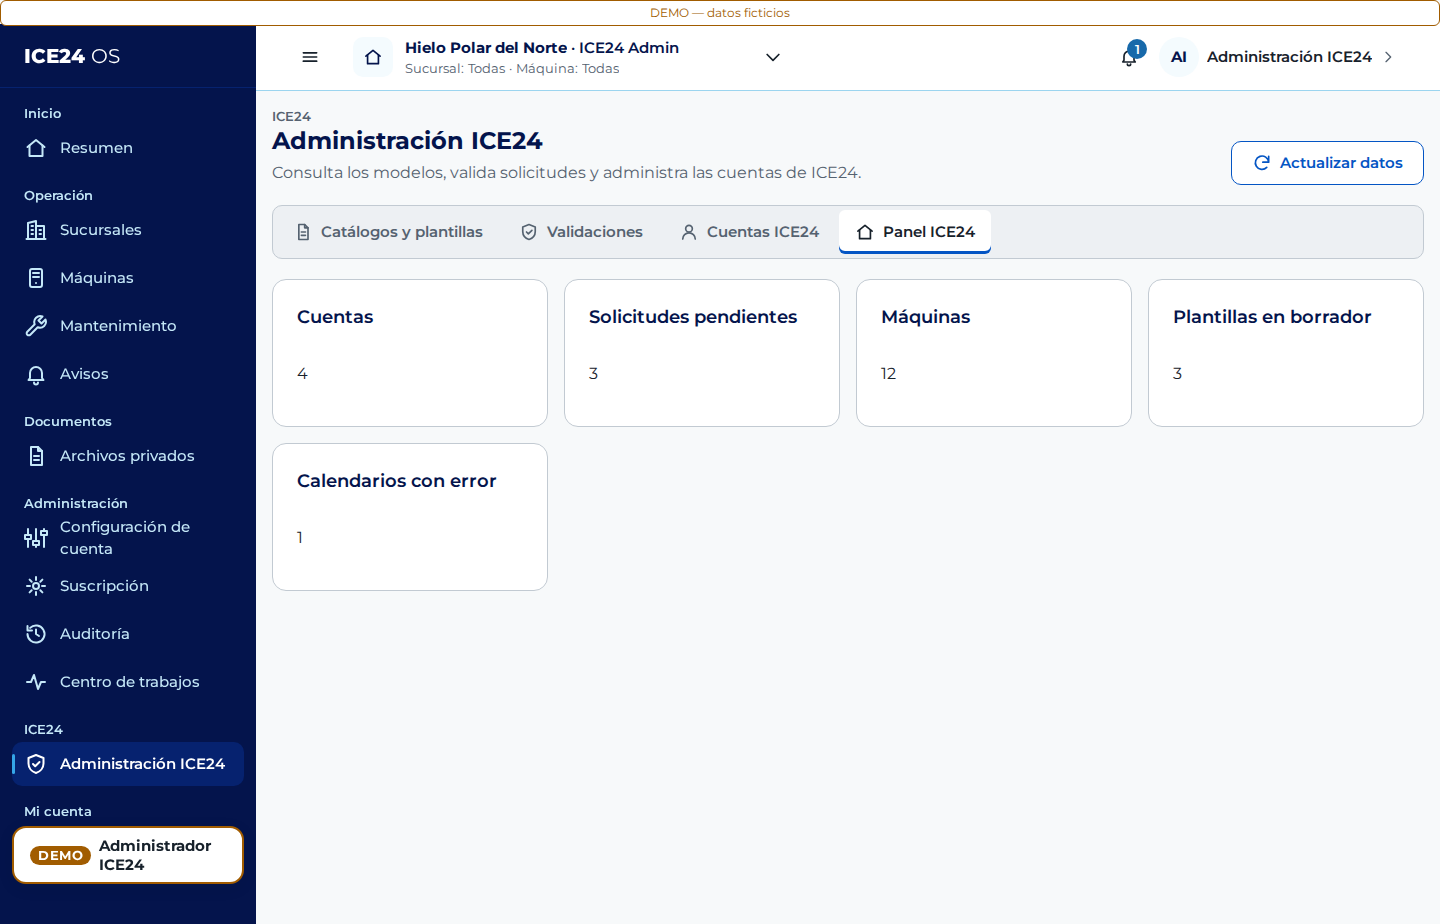 DEMO — datos ficticios
ICE24 OS
Inicio
Resumen
Operación
Sucursales
Máquinas
Mantenimiento
Avisos
Documentos
Archivos privados
Administración
Configuración de
cuenta
Suscripción
Auditoría
Centro de trabajos
ICE24
Administración ICE24
Mi cuenta
DEMO
Administrador
ICE24
Hielo Polar del Norte · ICE24 Admin
Sucursal: Todas · Máquina: Todas
1
AI
Administración ICE24
ICE24
Administración ICE24
Consulta los modelos, valida solicitudes y administra las cuentas de ICE24.
Actualizar datos
Catálogos y plantillas
Validaciones
Cuentas ICE24
Panel ICE24
Cuentas
4
Solicitudes pendientes
3
Máquinas
12
Plantillas en borrador
3
Calendarios con error
1